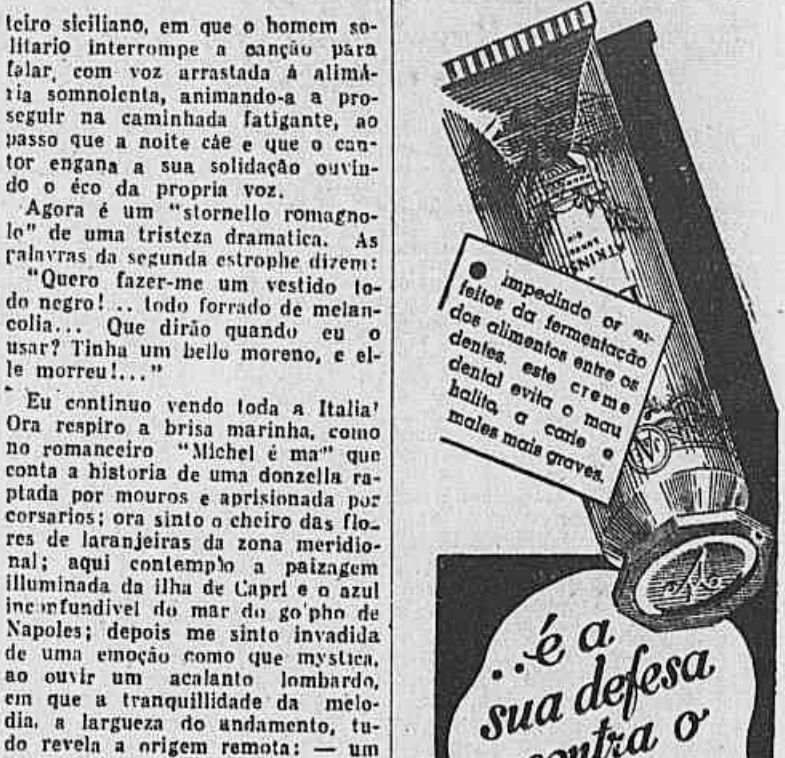 teiro siciliano, em que o homem so-
litario interrompe a canção para
falar, com voz arrastada á alimá-
ria somnolenta, animando-a a pro-
seguir na caminhada fatigante, ao
passo que a noite cáe e que o can-
tor engana a sua solidação ouvin-
do o éco da propria voz.
Agora é um "stornello romagno-
lo" de uma tristeza dramatica. As
palavras da segunda estrophe dizem:
"Quero fazer-me um vestido to-
do negro! .. todo forrado de melan-
colia... Que dirão quando eu o
usar? Tinha um bello moreno, e el-
le morreu!..."
Eu continuo vendo toda a Italia!
Ora respiro a brisa marinha, como
no romanceiro "Michel é ma" que
conta a historia de uma donzella ra-
ptada por mouros e aprisionada por
corsarios; ora sinto o cheiro das flo-
res de laranjeiras da zona meridio-
nal; aqui contemplo a paizagem
illuminada da ilha de Capri e o azul
inconfundivel do mar do golpho de
Napoles; depois me sinto invadida
de uma emoção como que mystica,
ao ouvir um acalanto lombardo,
em que a tranquillidade da melo-
dia, a largueza do andamento, tu-
do revela a origem remota: — um
ATKINS
impedindo os ef-
feitos da fermentação
dos alimentos entre os
dentes, este creme
dental evita o mau
halito, a carie e
males mais graves.
..é a
sua defesa
contra o